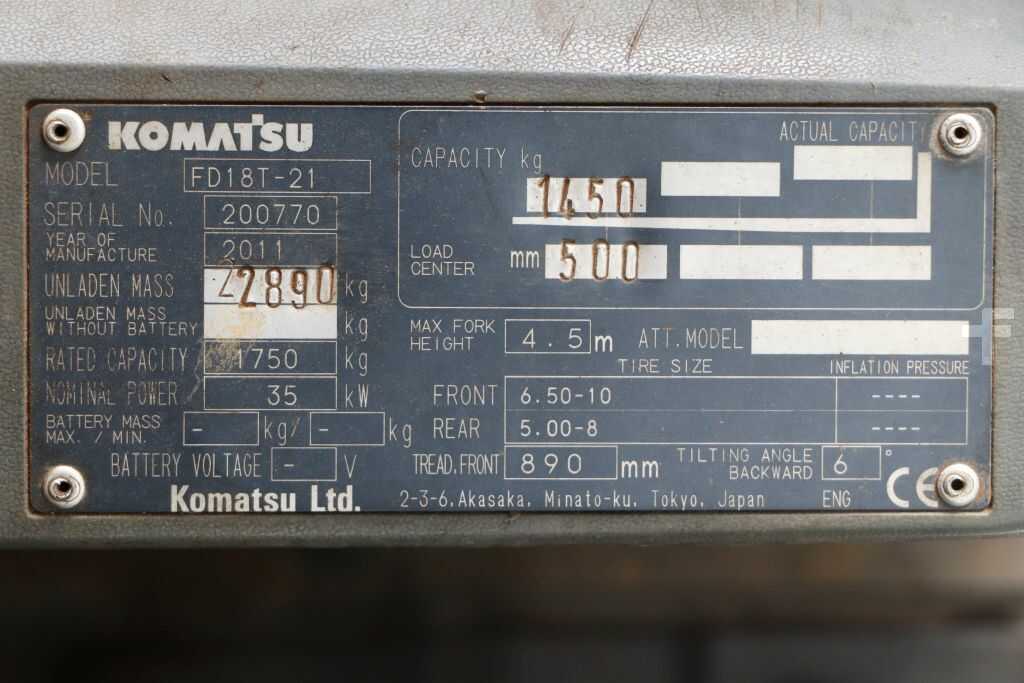 KOMATSU
MODEL FD18T-21
SERIAL No. 200770
YEAR OF MANUFACTURE 2011
UNLADEN MASS 2890 kg
UNLADEN MASS WITHOUT BATTERY kg
RATED CAPACITY 1750 kg
NOMINAL POWER 35 kW
BATTERY MASS MAX. / MIN. - kg/ - kg
BATTERY VOLTAGE - V
ACTUAL CAPACITY
CAPACITY kg 1450
LOAD CENTER mm 500
MAX FORK HEIGHT 4.5 m ATT.MODEL
TIRE SIZE INFLATION PRESSURE
FRONT 6.50-10 ----
REAR 5.00-8 ----
TREAD.FRONT 890 mm TILTING ANGLE BACKWARD 6°
Komatsu Ltd. 2-3-6,Akasaka, Minato-ku, Tokyo, Japan ENG CE